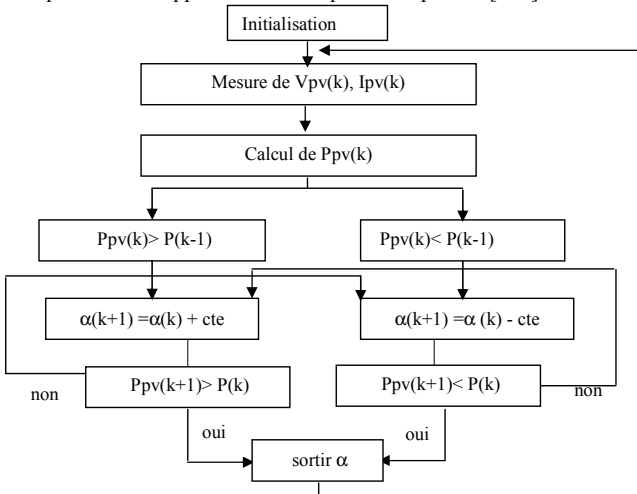 Initialisation
Mesure de Vpv(k), Ipv(k)
Calcul de Ppv(k)
Ppv(k)> P(k-1)
Ppv(k)< P(k-1)
α(k+1) =α(k) + cte
α(k+1) =α (k) - cte
Ppv(k+1)> P(k)
Ppv(k+1)< P(k)
non
non
oui
oui
sortir α